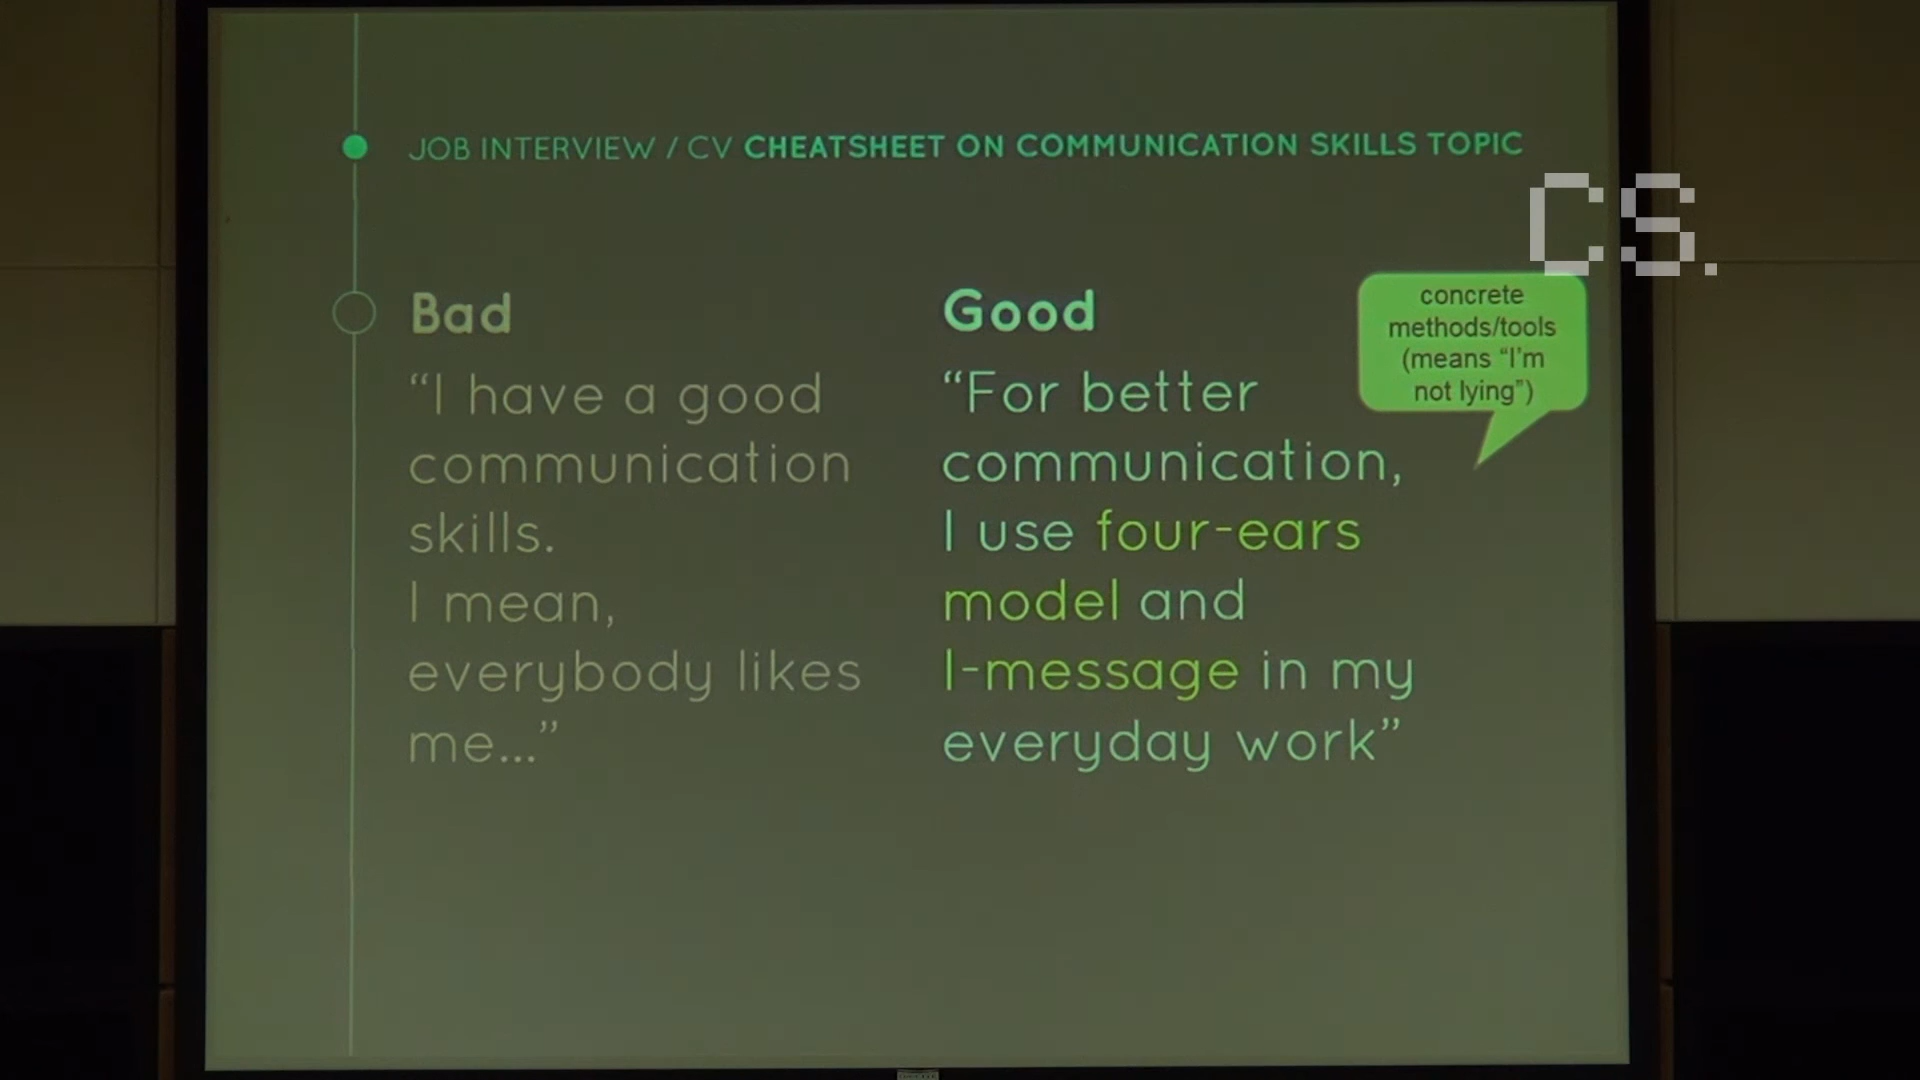 JOB INTERVIEW / CV CHEATSHEET ON COMMUNICATION SKILLS TOPIC
CS.
Bad
“I have a good
communication
skills.
I mean,
everybody likes
me...”
Good
“For better
communication,
I use four-ears
model and
I-message in my
everyday work”
concrete
methods/tools
(means “I’m
not lying”)